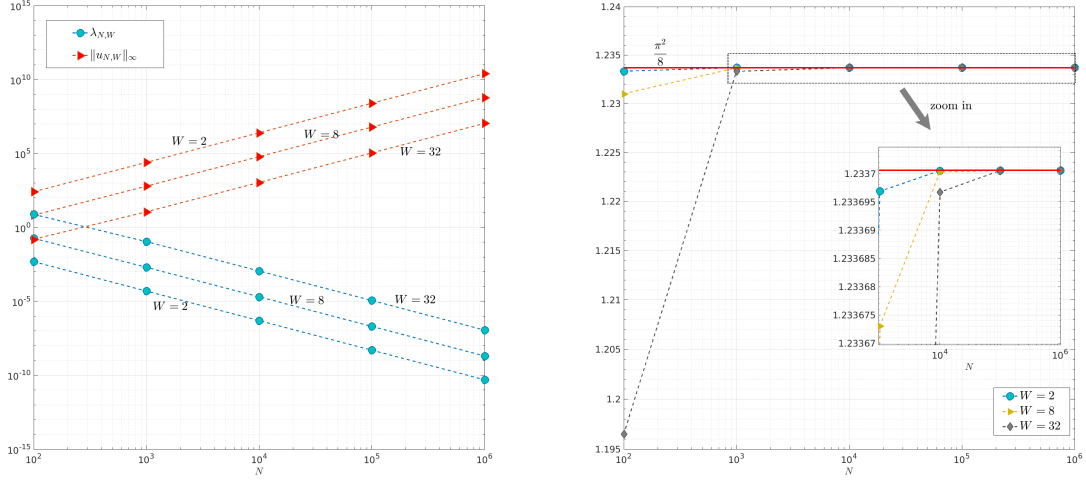 10^15
10^10
10^5
10^0
10^-5
10^-10
10^-15
λ_{N,W}
‖u_{N,W}‖_∞
W = 2
W = 8
W = 32
W = 2
W = 8
W = 32
10^2
10^3
10^4
10^5
10^6
N
1.24
1.235
1.23
1.225
1.22
1.215
1.21
1.205
1.2
1.195
π^2
8
zoom in
1.2337
1.233695
1.23369
1.233685
1.23368
1.233675
1.23367
10^4
10^6
N
W = 2
W = 8
W = 32
10^2
10^3
10^4
10^5
10^6
N